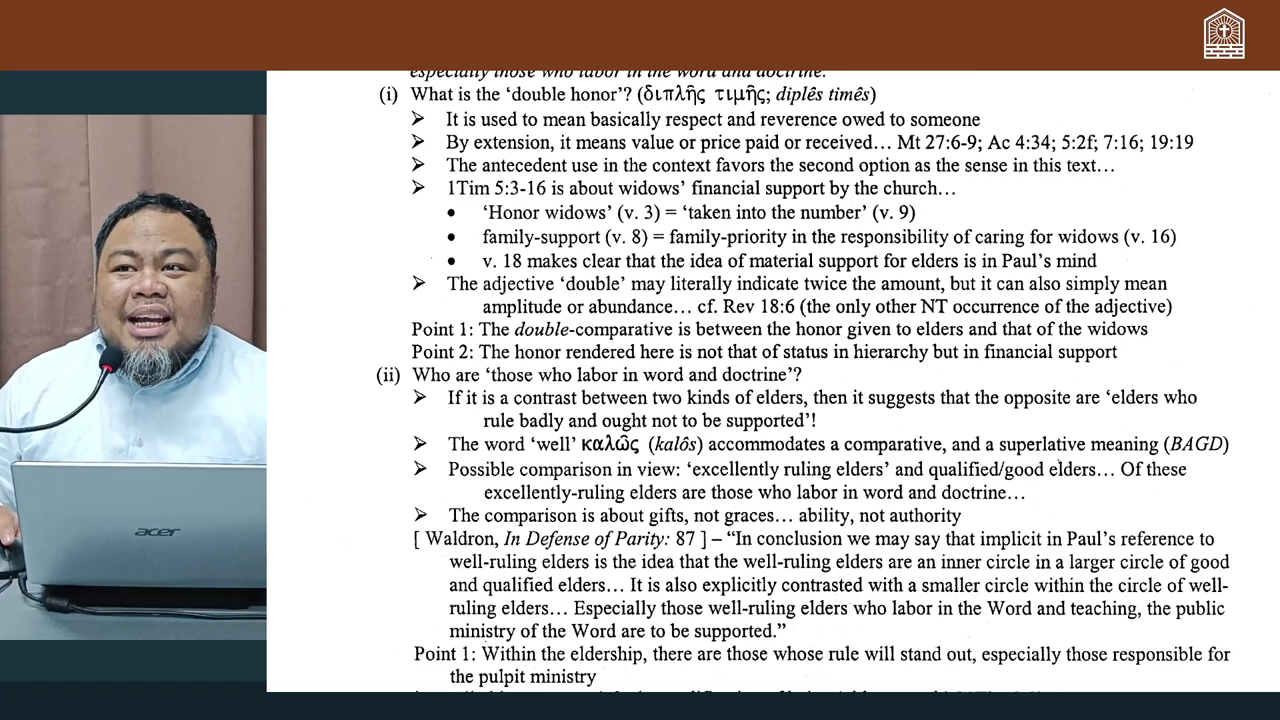 especially those who labor in the word and doctrine.
(i) What is the ‘double honor’? (διπλῆς τιμῆς; diplês timês)
➢ It is used to mean basically respect and reverence owed to someone
➢ By extension, it means value or price paid or received… Mt 27:6-9; Ac 4:34; 5:2f; 7:16; 19:19
➢ The antecedent use in the context favors the second option as the sense in this text…
➢ 1Tim 5:3-16 is about widows’ financial support by the church…
• ‘Honor widows’ (v. 3) = ‘taken into the number’ (v. 9)
• family-support (v. 8) = family-priority in the responsibility of caring for widows (v. 16)
• v. 18 makes clear that the idea of material support for elders is in Paul’s mind
➢ The adjective ‘double’ may literally indicate twice the amount, but it can also simply mean
amplitude or abundance… cf. Rev 18:6 (the only other NT occurrence of the adjective)
Point 1: The double-comparative is between the honor given to elders and that of the widows
Point 2: The honor rendered here is not that of status in hierarchy but in financial support
(ii) Who are ‘those who labor in word and doctrine’?
➢ If it is a contrast between two kinds of elders, then it suggests that the opposite are ‘elders who
rule badly and ought not to be supported’!
➢ The word ‘well’ καλῶς (kalôs) accommodates a comparative, and a superlative meaning (BAGD)
➢ Possible comparison in view: ‘excellently ruling elders’ and qualified/good elders… Of these
excellently-ruling elders are those who labor in word and doctrine…
➢ The comparison is about gifts, not graces… ability, not authority
[ Waldron, In Defense of Parity: 87 ] – “In conclusion we may say that implicit in Paul’s reference to
well-ruling elders is the idea that the well-ruling elders are an inner circle in a larger circle of good
and qualified elders… It is also explicitly contrasted with a smaller circle within the circle of well-
ruling elders… Especially those well-ruling elders who labor in the Word and teaching, the public
ministry of the Word are to be supported.”
Point 1: Within the eldership, there are those whose rule will stand out, especially those responsible for
the pulpit ministry
acer